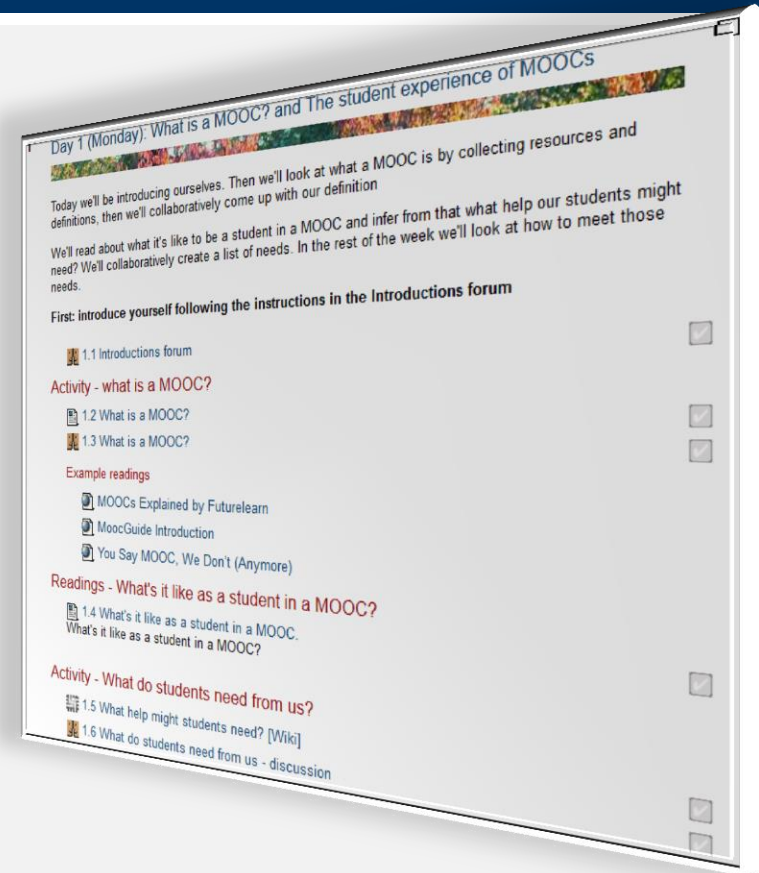 Day 1 (Monday): What is a MOOC? and The student experience of MOOCs
Today we'll be introducing ourselves. Then we'll look at what a MOOC is by collecting resources and
definitions, then we'll collaboratively come up with our definition
We'll read about what it's like to be a student in a MOOC and infer from that what help our students might
need? We'll collaboratively create a list of needs. In the rest of the week we'll look at how to meet those
needs.
First: introduce yourself following the instructions in the Introductions forum
1.1 Introductions forum
Activity - what is a MOOC?
1.2 What is a MOOC?
1.3 What is a MOOC?
Example readings
MOOCs Explained by Futurelearn
MoocGuide Introduction
You Say MOOC, We Don't (Anymore)
Readings - What's it like as a student in a MOOC?
1.4 What's it like as a student in a MOOC.
What's it like as a student in a MOOC?
Activity - What do students need from us?
1.5 What help might students need? [Wiki]
1.6 What do students need from us - discussion